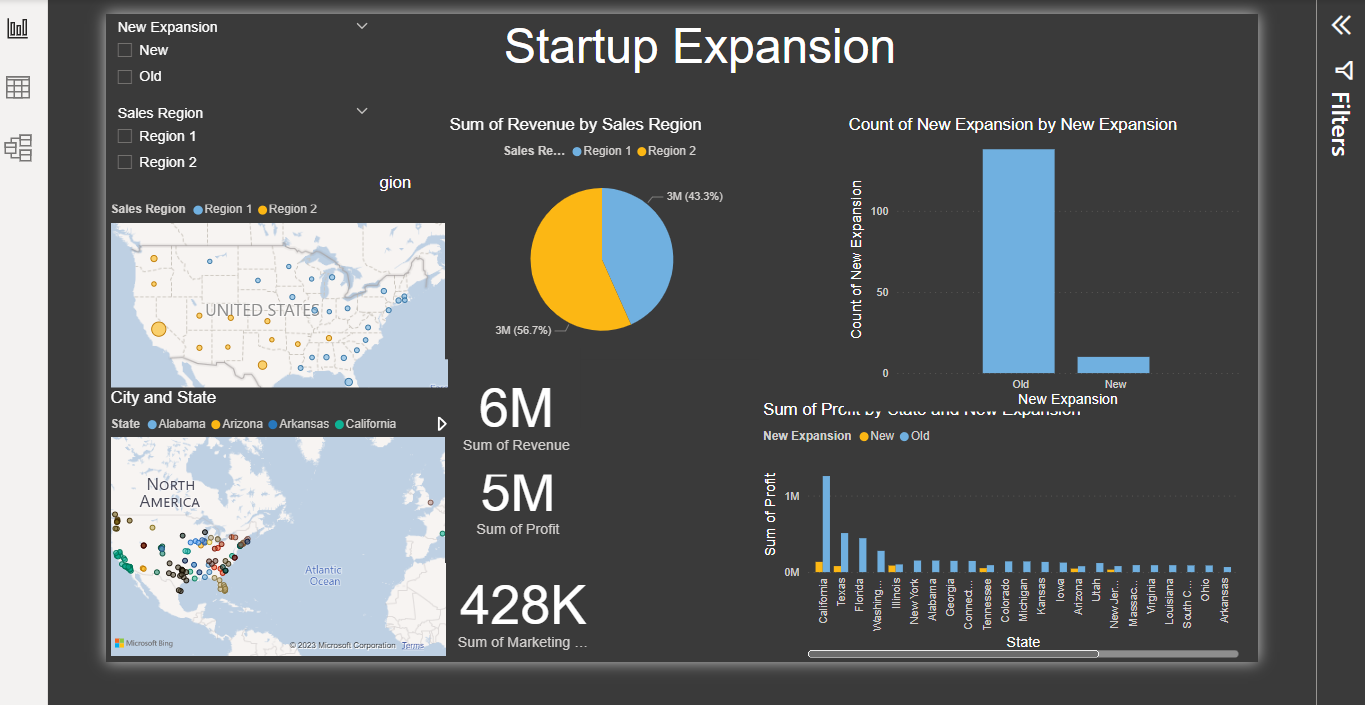 New Expansion
New
Old
Sales Region
Region 1
Region 2
Startup Expansion
gion
Sales Region Region 1 Region 2
UNITED STATES
City and State
State Alabama Arizona Arkansas California
NORTH
AMERICA
Atlantic
Ocean
Microsoft Bing
© 2023 Microsoft Corporation Terms
Sum of Revenue by Sales Region
Sales Re... Region 1 Region 2
3M (43.3%)
3M (56.7%)
6M
Sum of Revenue
5M
Sum of Profit
428K
Sum of Marketing ...
Count of New Expansion by New Expansion
Count of New Expansion
100
50
0
Old
New
New Expansion
Sum of Profit by State and New Expansion
New Expansion New Old
Sum of Profit
1M
0M
California
Texas
Florida
Washing...
Illinois
New York
Alabama
Georgia
Connect...
Tennessee
Colorado
Michigan
Kansas
Iowa
Arizona
Utah
New Jer...
Massac...
Virginia
Louisiana
South C...
Ohio
Arkansas
State
Filters